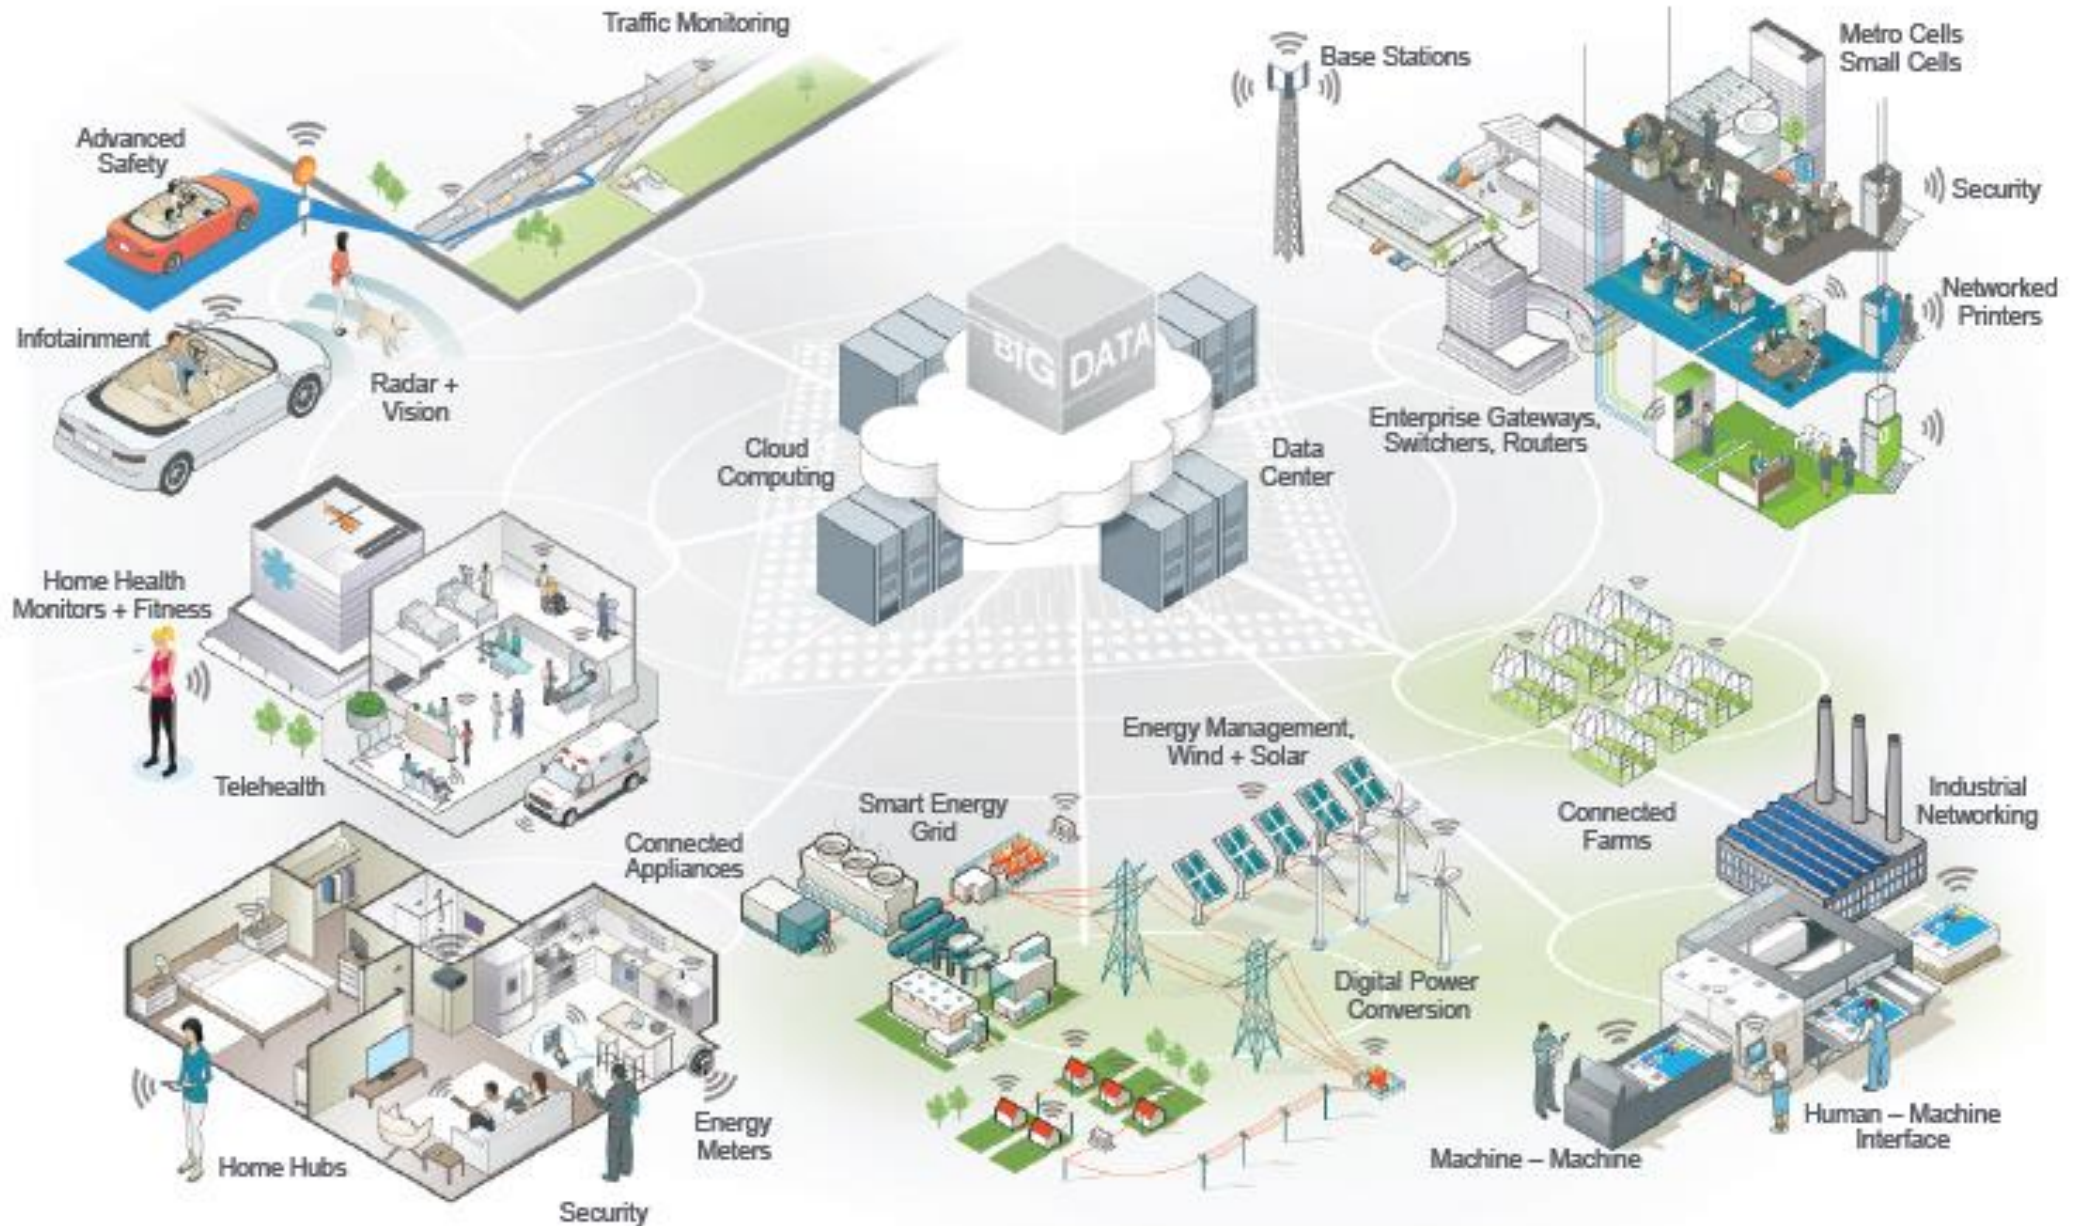 Traffic Monitoring
Base Stations
Metro Cells
Small Cells
Advanced
Safety
Security
Infotainment
Radar +
Vision
Networked
Printers
BIG DATA
Cloud
Computing
Data
Center
Enterprise Gateways,
Switchers, Routers
Home Health
Monitors + Fitness
Telehealth
Energy Management,
Wind + Solar
Smart Energy
Grid
Connected
Appliances
Connected
Farms
Industrial
Networking
Digital Power
Conversion
Energy
Meters
Home Hubs
Security
Machine – Machine
Human – Machine
Interface